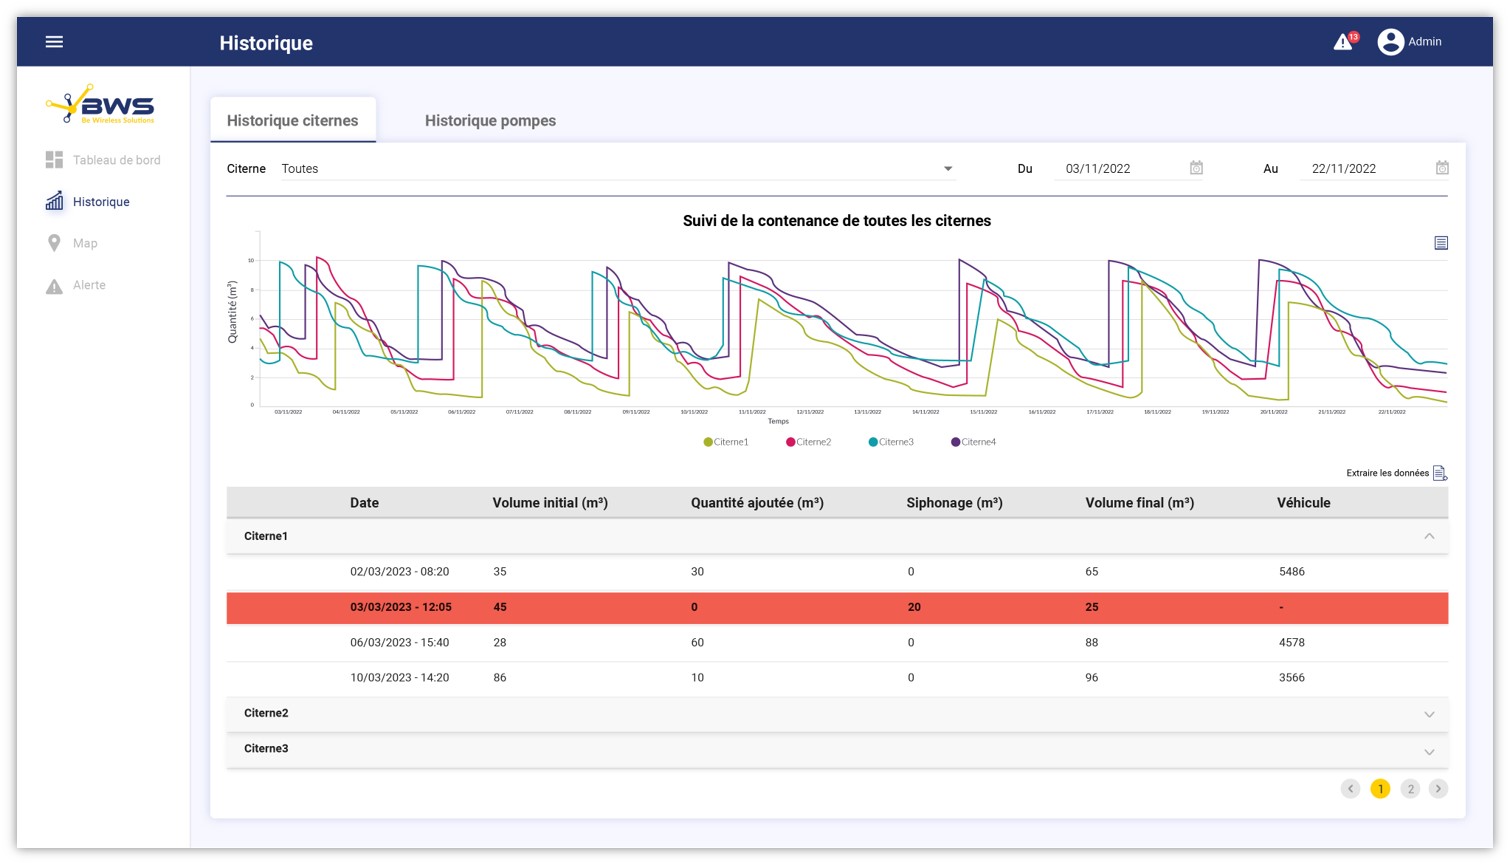 Historique
13
Admin
BWS
Be Wireless Solutions
Tableau de bord
Historique
Map
Alerte
Historique citernes
Historique pompes
Citerne Toutes Du 03/11/2022 Au 22/11/2022
Suivi de la contenance de toutes les citernes
Quantité (m³)
10
8
6
4
2
0
03/11/2022 04/11/2022 05/11/2022 06/11/2022 07/11/2022 08/11/2022 09/11/2022 10/11/2022 11/11/2022 12/11/2022 13/11/2022 14/11/2022 15/11/2022 16/11/2022 17/11/2022 18/11/2022 19/11/2022 20/11/2022 21/11/2022 22/11/2022
Temps
Citerne1 Citerne2 Citerne3 Citerne4
Extraire les données
Date Volume initial (m³) Quantité ajoutée (m³) Siphonage (m³) Volume final (m³) Véhicule
Citerne1
02/03/2023 - 08:20 35 30 0 65 5486
03/03/2023 - 12:05 45 0 20 25 -
06/03/2023 - 15:40 28 60 0 88 4578
10/03/2023 - 14:20 86 10 0 96 3566
Citerne2
Citerne3
1 2